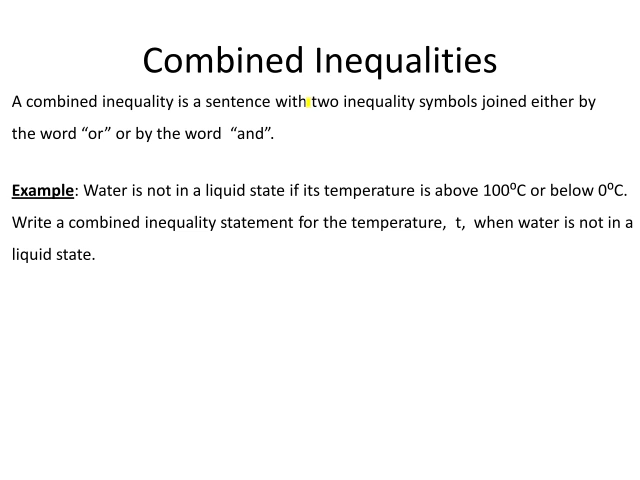 Combined Inequalities
A combined inequality is a sentence with two inequality symbols joined either by
the word “or” or by the word  “and”.
Example: Water is not in a liquid state if its temperature is above 100⁰C or below 0⁰C.
Write a combined inequality statement for the temperature,  t,  when water is not in a
liquid state.